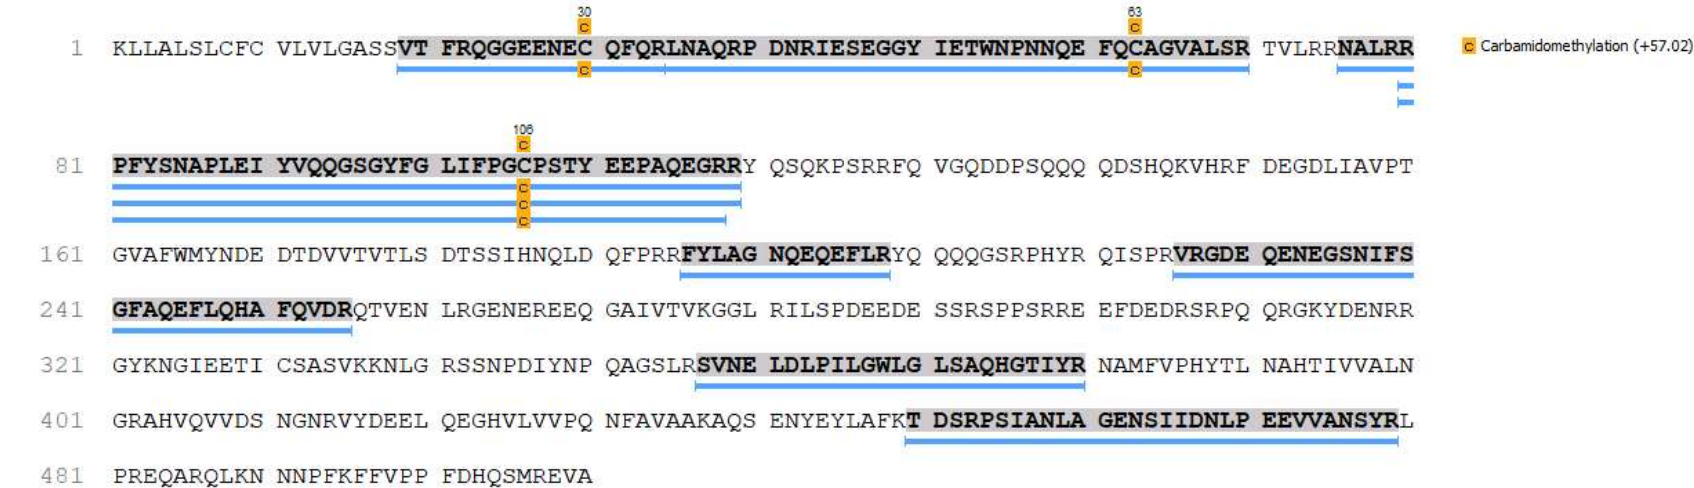 30 63
C C
1 KLLALSLCFC VLVLGASSVT FRQGGEENEC QFQRLNAQRP DNRIESEGGY IETWNPNNQE FQCAGVALSR TVLRRNALRR C Carbamidomethylation (+57.02)
C C
106
C
81 PFYSNAPLEI YVQQGSGYFG LIFPGCPSTY EEPAQEGRRY QSQKPSRRFQ VGQDDPSQQQ QDSHQKVHRF DEGDLIAVPT
C
C
C
161 GVAFWMYNDE DTDVVTVTLS DTSSIHNQLD QFPRRFYLAG NQEQEFLRYQ QQQGSRPHYR QISPRVRGDE QENEGSNIFS
241 GFAQEFLQHA FQVDRQTVEN LRGENEREEQ GAIVTVKGGL RILSPDEEDE SSRSPPSRRE EFDEDRSRPQ QRGKYDENRR
321 GYKNGIEETI CSASVKKNLG RSSNPDIYNP QAGSLRSVNE LDLPILGWLG LSAQHGTIYR NAMFVPHYTL NAHTIVVALN
401 GRAHVQVVDS NGNRVYDEEL QEGHVLVVPQ NFAVAAKAQS ENYEYLAFKT DSRPSIANLA GENSIIDNLP EEVVANSYRL
481 PREQARQLKN NNPFKFFVPP FDHQSMREVA